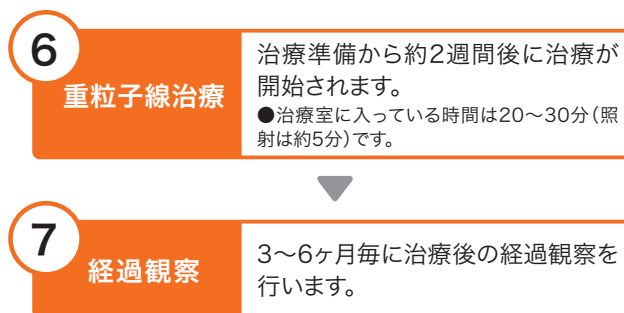 6
重粒子線治療
治療準備から約2週間後に治療が
開始されます。
●治療室に入っている時間は20〜30分(照
射は約5分)です。
7
経過観察
3〜6ヶ月毎に治療後の経過観察を
行います。